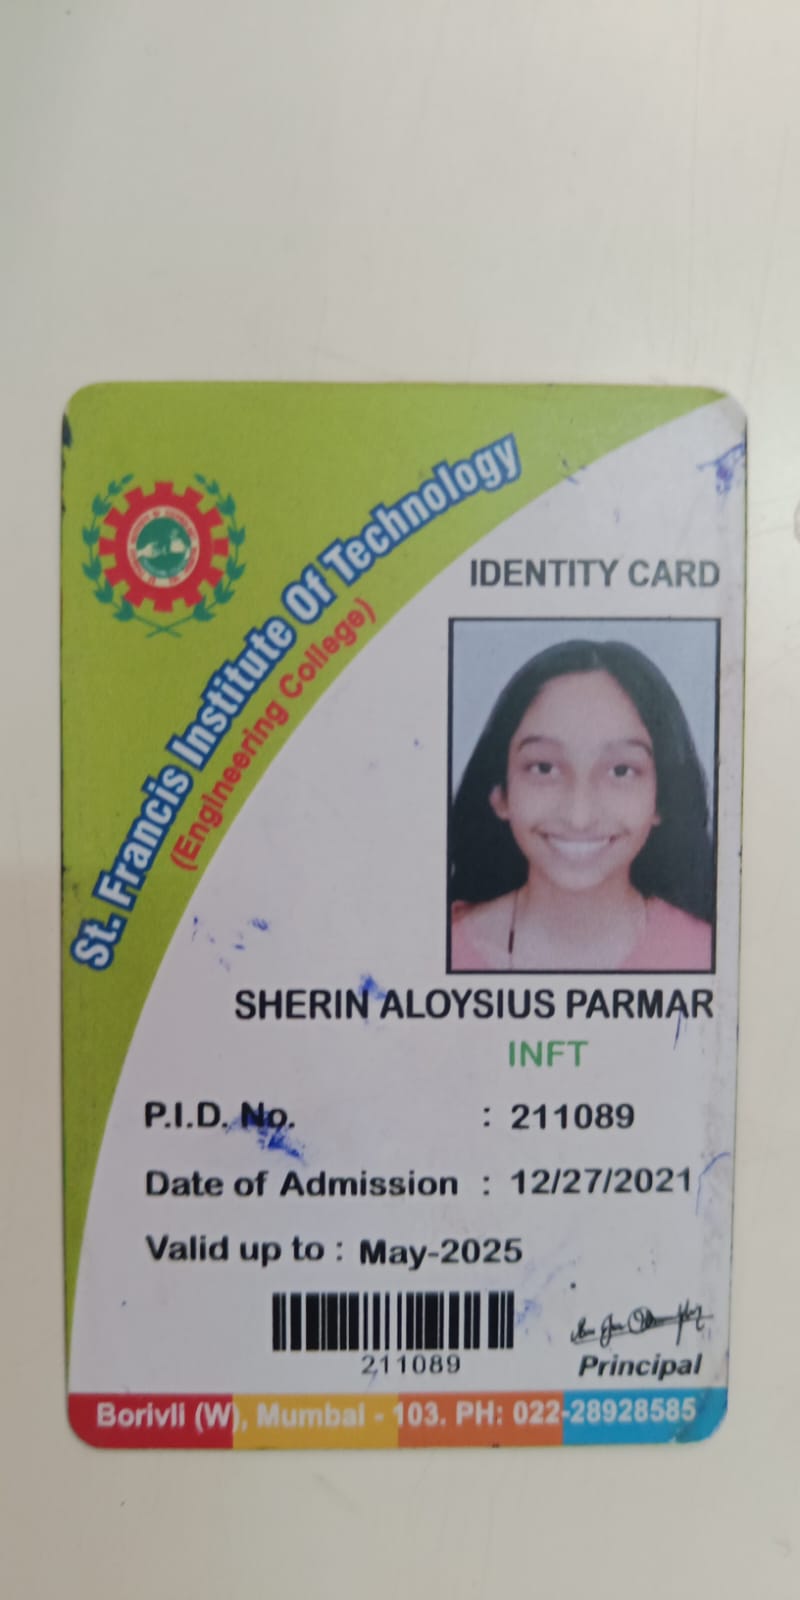 St. Francis Institute Of Technology
(Engineering College)
IDENTITY CARD
SHERIN ALOYSIUS PARMAR
INFT
P.I.D. No. : 211089
Date of Admission : 12/27/2021
Valid up to : May-2025
211089
Principal
Borivli (W), Mumbai - 103. PH: 022-28928585